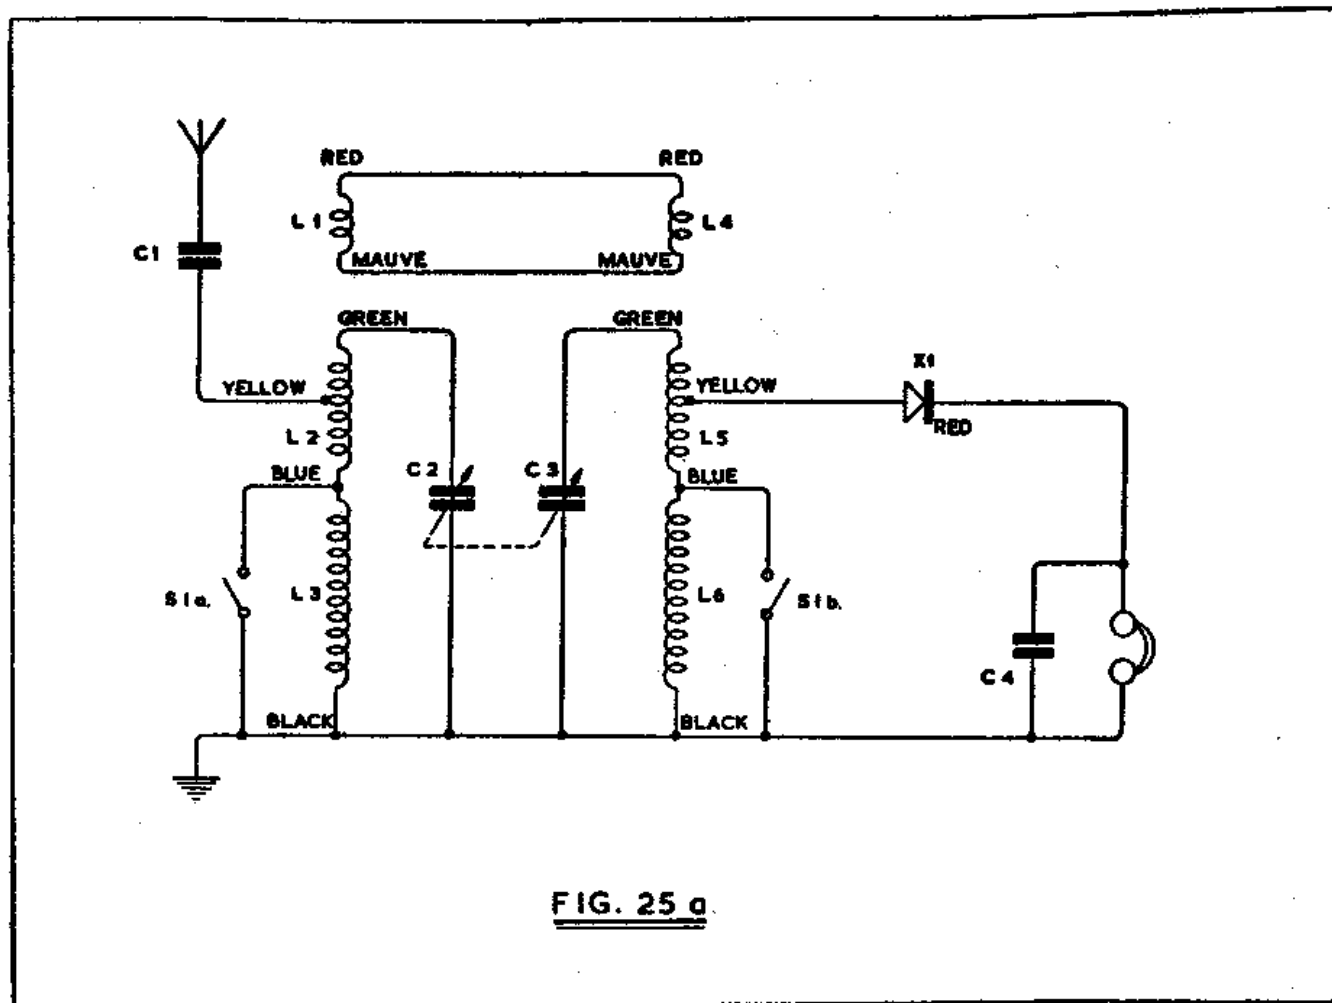 RED RED
L1 L4
C1
MAUVE MAUVE
GREEN GREEN
X1
YELLOW YELLOW
RED
L2 L5
BLUE C2 C3 BLUE
S1a. L3 L6 S1b.
C4
BLACK BLACK
FIG. 25 a